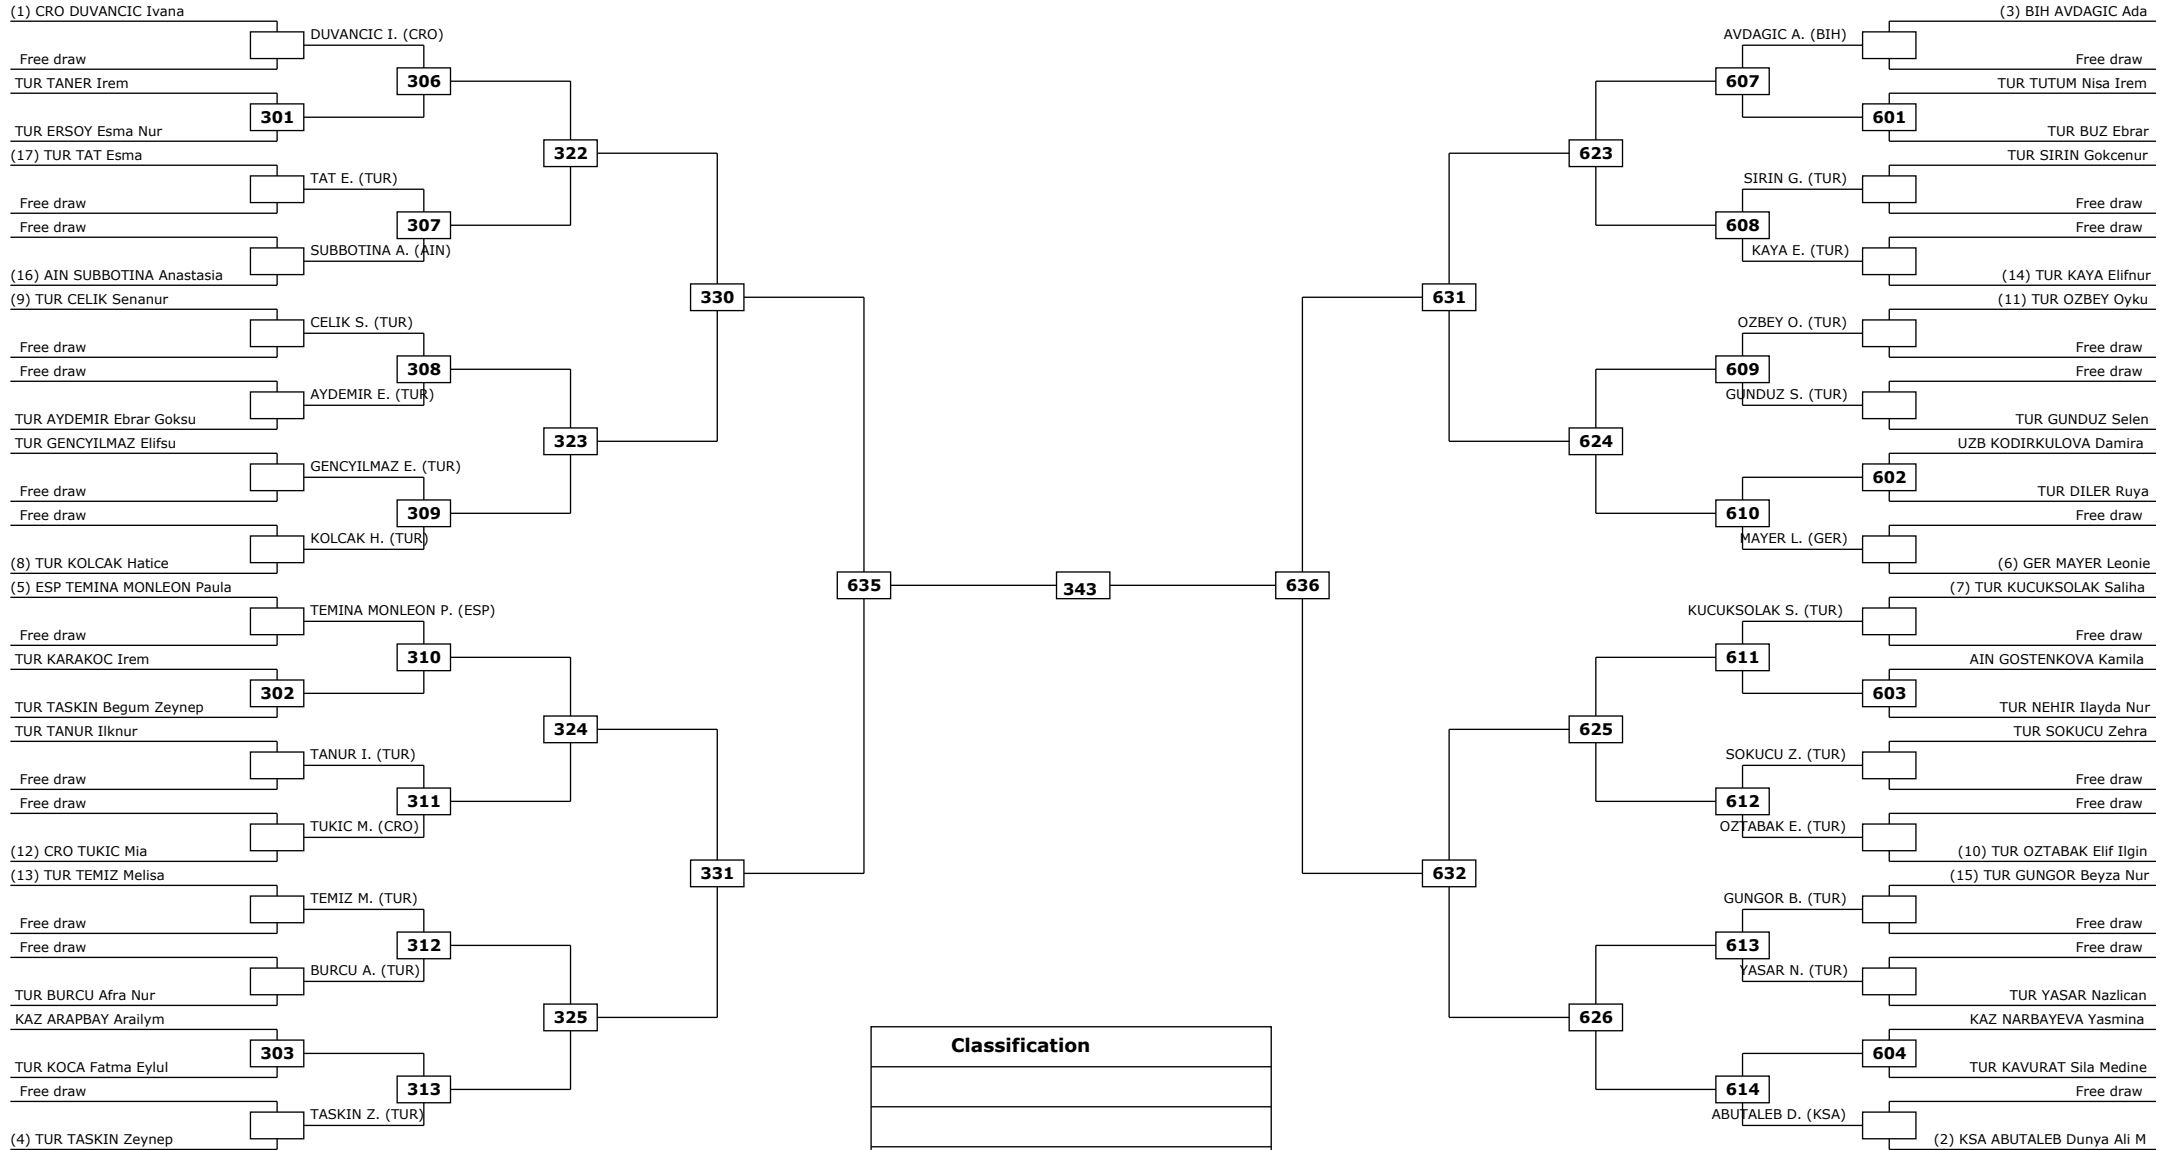 (1) CRO DUVANCIC Ivana
DUVANCIC I. (CRO)
Free draw
306
TUR TANER Irem
301
TUR ERSOY Esma Nur
322
(17) TUR TAT Esma
TAT E. (TUR)
Free draw
307
Free draw
SUBBOTINA A. (AIN)
(16) AIN SUBBOTINA Anastasia
330
(9) TUR CELIK Senanur
CELIK S. (TUR)
Free draw
308
Free draw
AYDEMIR E. (TUR)
TUR AYDEMIR Ebrar Goksu
323
TUR GENCYILMAZ Elifsu
GENCYILMAZ E. (TUR)
Free draw
309
Free draw
KOLCAK H. (TUR)
(8) TUR KOLCAK Hatice
635
(5) ESP TEMINA MONLEON Paula
TEMINA MONLEON P. (ESP)
Free draw
310
TUR KARAKOC Irem
302
TUR TASKIN Begum Zeynep
324
TUR TANUR Ilknur
TANUR I. (TUR)
Free draw
311
Free draw
TUKIC M. (CRO)
(12) CRO TUKIC Mia
331
(13) TUR TEMIZ Melisa
TEMIZ M. (TUR)
Free draw
312
Free draw
BURCU A. (TUR)
TUR BURCU Afra Nur
325
KAZ ARAPBAY Arailym
303
TUR KOCA Fatma Eylul
313
Free draw
TASKIN Z. (TUR)
(4) TUR TASKIN Zeynep
343
Classification
(3) BIH AVDAGIC Ada
AVDAGIC A. (BIH)
Free draw
607
TUR TUTUM Nisa Irem
601
TUR BUZ Ebrar
623
TUR SIRIN Gokcenur
SIRIN G. (TUR)
Free draw
608
Free draw
KAYA E. (TUR)
(14) TUR KAYA Elifnur
631
(11) TUR OZBEY Oyku
OZBEY O. (TUR)
Free draw
609
Free draw
GUNDUZ S. (TUR)
TUR GUNDUZ Selen
624
UZB KODIRKULOVA Damira
602
TUR DILER Ruya
610
Free draw
MAYER L. (GER)
(6) GER MAYER Leonie
636
(7) TUR KUCUKSOLAK Saliha
KUCUKSOLAK S. (TUR)
Free draw
611
AIN GOSTENKOVA Kamila
603
TUR NEHIR Ilayda Nur
625
TUR SOKUCU Zehra
SOKUCU Z. (TUR)
Free draw
612
Free draw
OZTABAK E. (TUR)
(10) TUR OZTABAK Elif Ilgin
632
(15) TUR GUNGOR Beyza Nur
GUNGOR B. (TUR)
Free draw
613
Free draw
YASAR N. (TUR)
TUR YASAR Nazlican
626
KAZ NARBAYEVA Yasmina
604
TUR KAVURAT Sila Medine
614
Free draw
ABUTALEB D. (KSA)
(2) KSA ABUTALEB Dunya Ali M